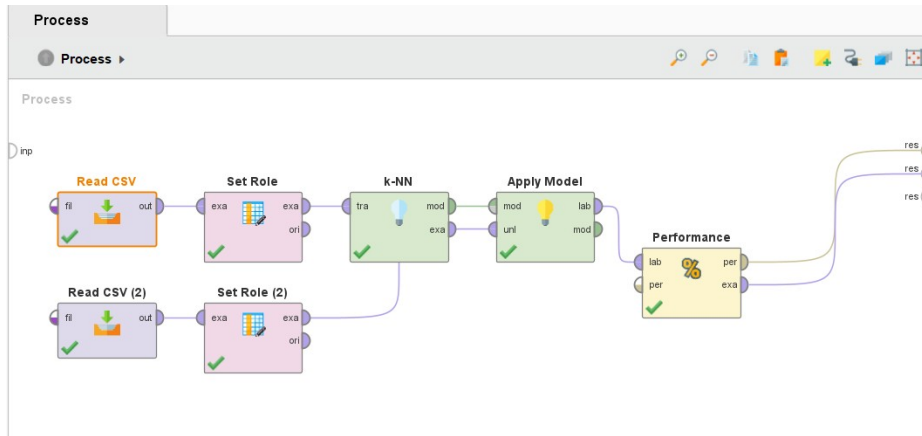 Process
Process
Process
inp
res
res
res
Read CSV
Set Role
k-NN
Apply Model
fil out
exa exa
ori
tra mod
exa
mod lab
unl mod
Performance
lab per
per exa
Read CSV (2)
Set Role (2)
fil out
exa exa
ori
%